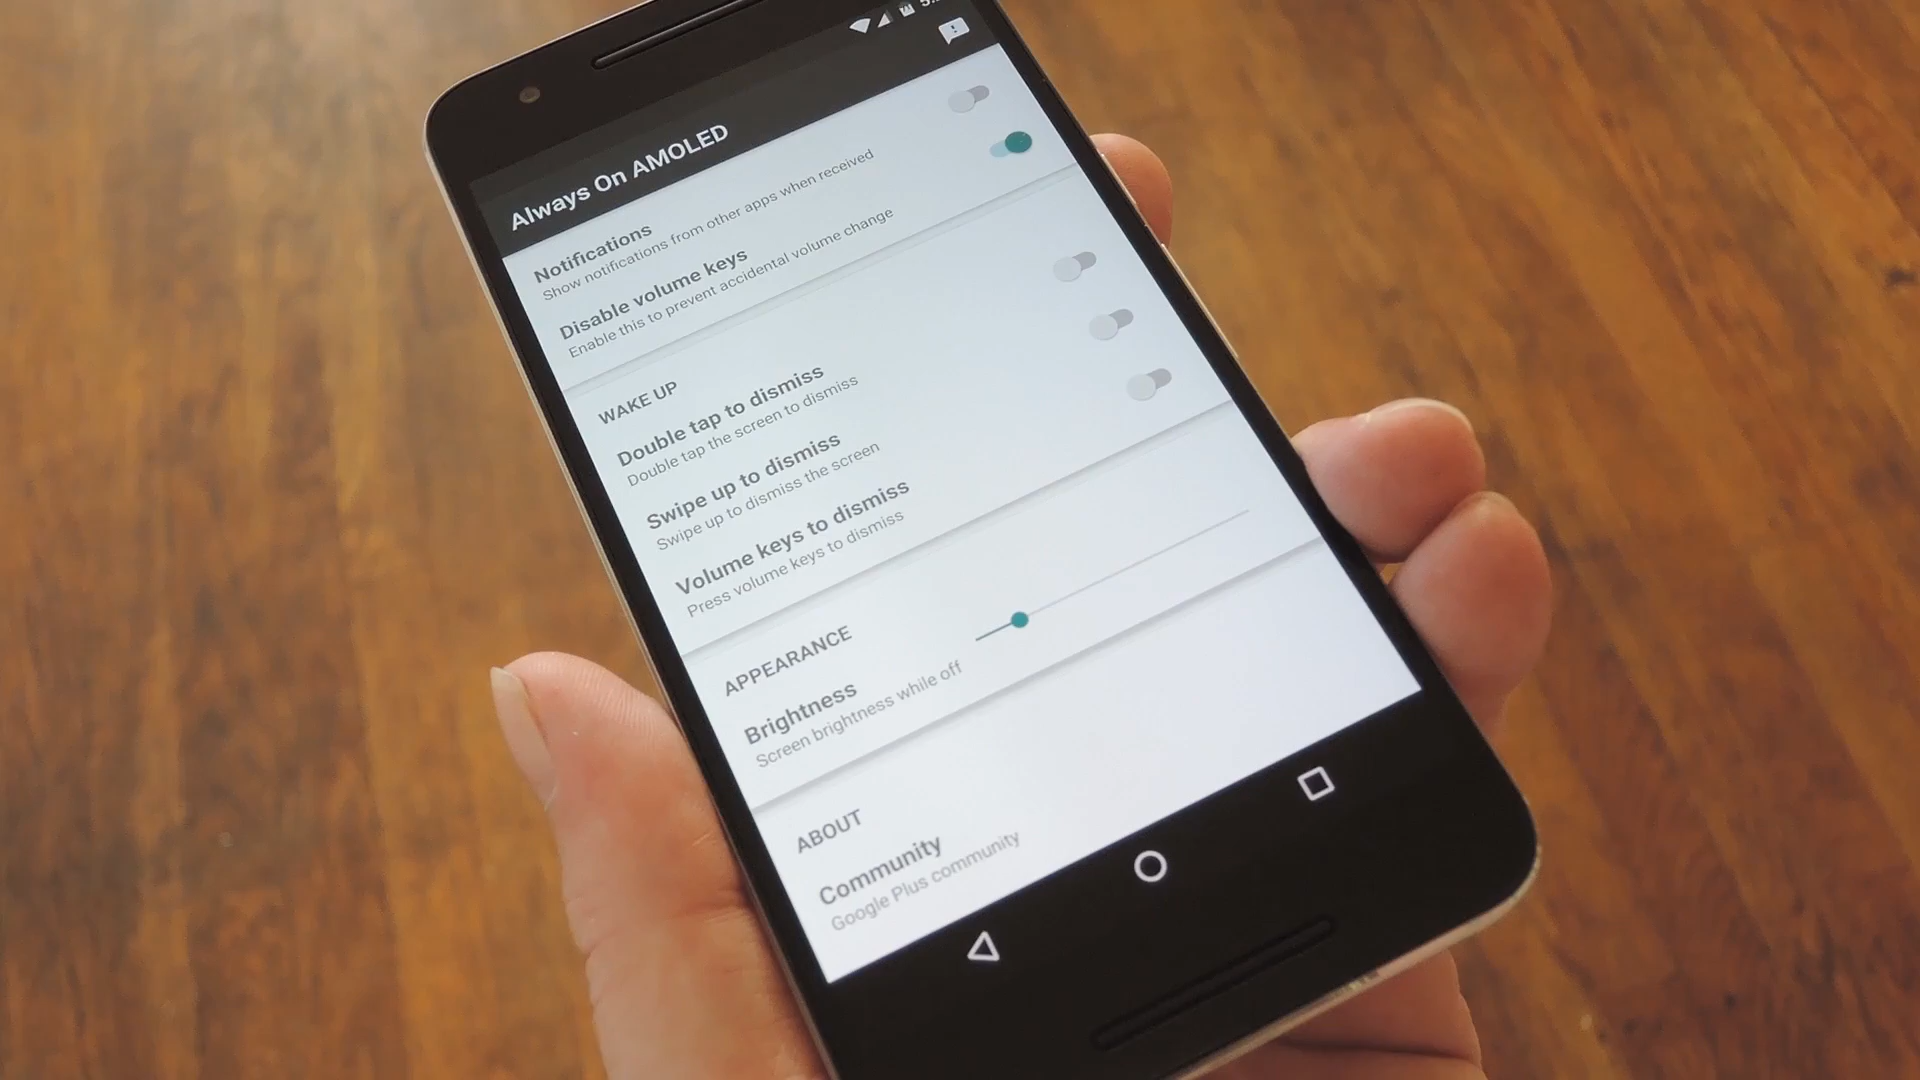 Always On AMOLED
Notifications
Show notifications from other apps when received
Disable volume keys
Enable this to prevent accidental volume change
WAKE UP
Double tap to dismiss
Double tap the screen to dismiss
Swipe up to dismiss
Swipe up to dismiss the screen
Volume keys to dismiss
Press volume keys to dismiss
APPEARANCE
Brightness
Screen brightness while off
ABOUT
Community
Google Plus community